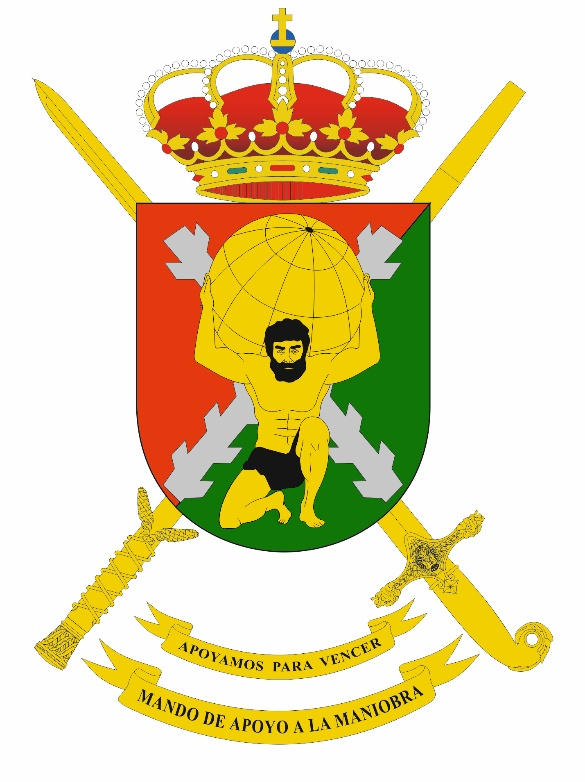 APOYAMOS PARA VENCER
MANDO DE APOYO A LA MANIOBRA